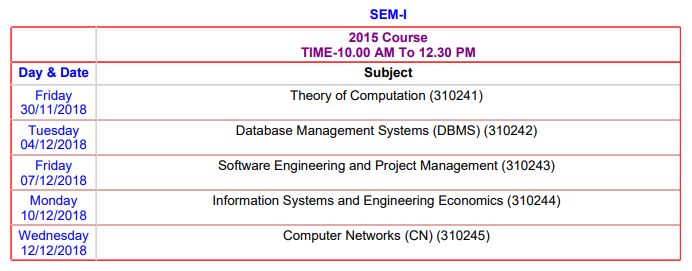 SEM-I
2015 Course
TIME-10.00 AM To 12.30 PM
Day & Date Subject
Friday
30/11/2018 Theory of Computation (310241)
Tuesday
04/12/2018 Database Management Systems (DBMS) (310242)
Friday
07/12/2018 Software Engineering and Project Management (310243)
Monday
10/12/2018 Information Systems and Engineering Economics (310244)
Wednesday
12/12/2018 Computer Networks (CN) (310245)